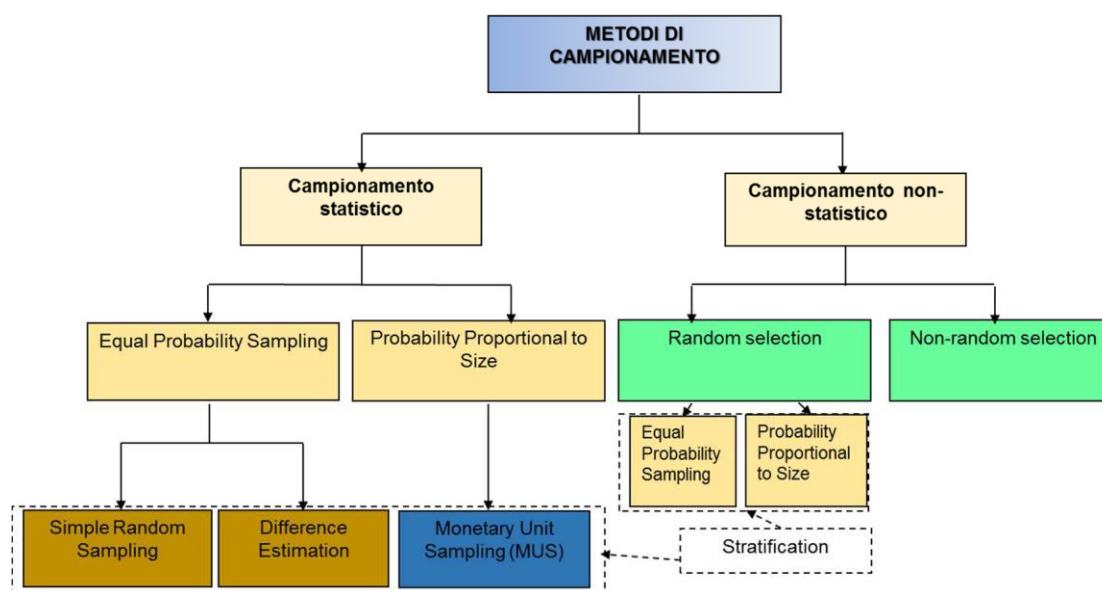 METODI DI
CAMPIONAMENTO
Campionamento
statistico
Campionamento non-
statistico
Equal Probability Sampling
Probability Proportional to
Size
Random selection
Non-random selection
Equal
Probability
Sampling
Probability
Proportional
to Size
Simple Random
Sampling
Difference
Estimation
Monetary Unit
Sampling (MUS)
Stratification